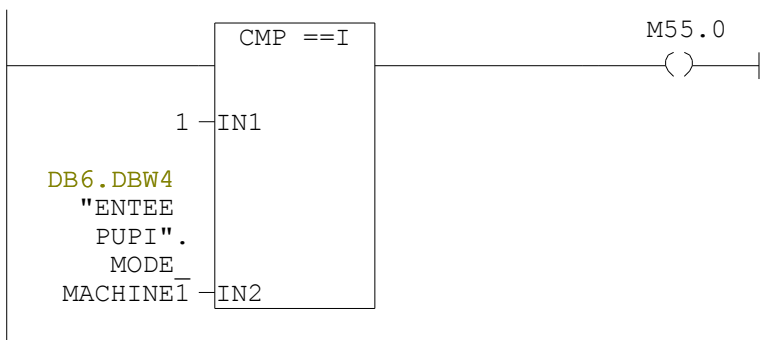 CMP ==I
M55.0
1
IN1
DB6.DBW4
"ENTEE
PUPI".
MODE_
MACHINE1
IN2